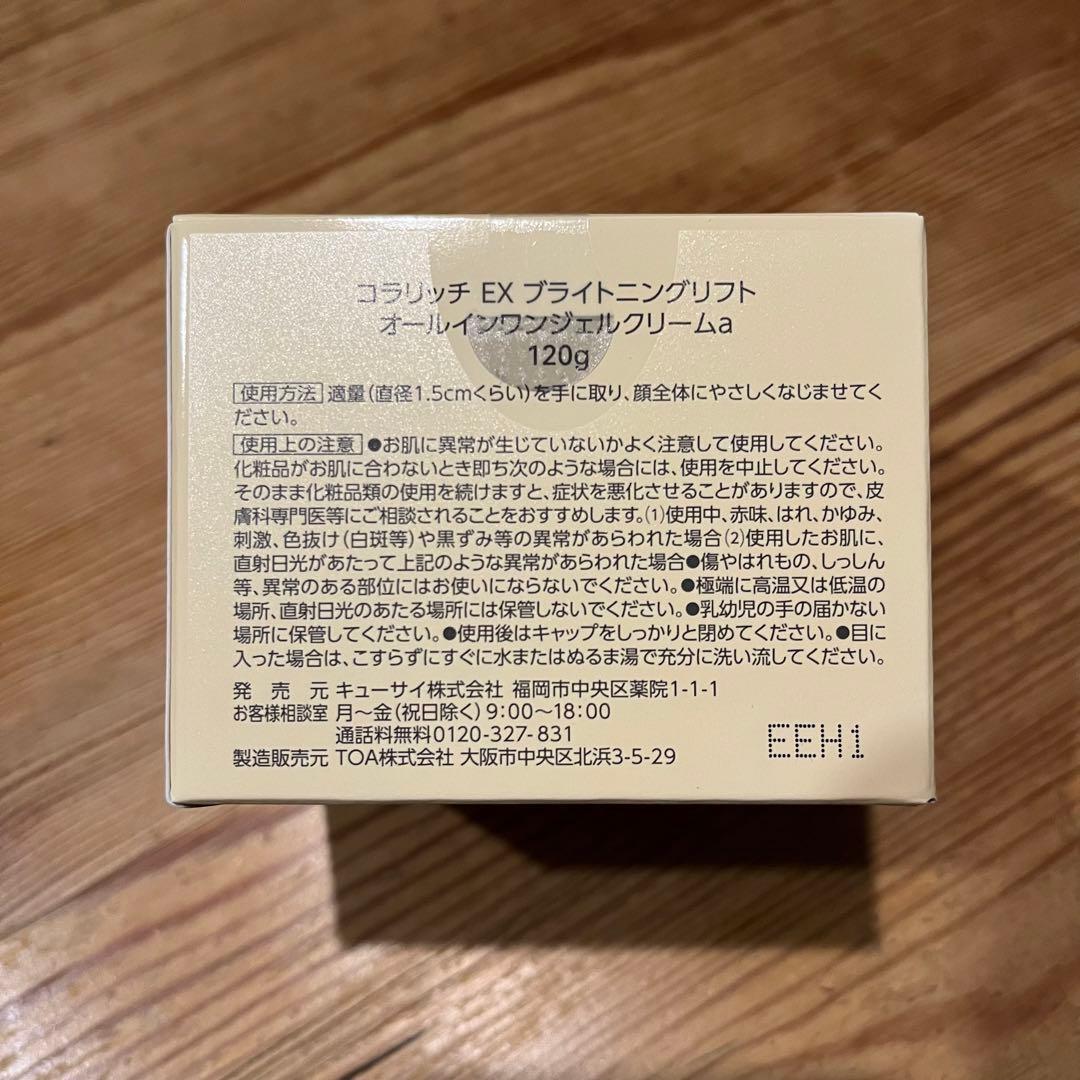 コラリッチ EX ブライトニングリフト
オールインワンジェルクリームa
120g
使用方法 適量(直径1.5cmくらい)を手に取り、顔全体にやさしくなじませてく
ださい。
使用上の注意 ●お肌に異常が生じていないかよく注意して使用してください。
化粧品がお肌に合わないとき即ち次のような場合には、使用を中止してください。
そのまま化粧品類の使用を続けますと、症状を悪化させることがありますので、皮
膚科専門医等にご相談されることをおすすめします。(1)使用中、赤味、はれ、かゆみ、
刺激、色抜け(白斑等)や黒ずみ等の異常があらわれた場合(2)使用したお肌に、
直射日光があたって上記のような異常があらわれた場合●傷やはれもの、しっしん
等、異常のある部位にはお使いにならないでください。●極端に高温又は低温の
場所、直射日光のあたる場所には保管しないでください。●乳幼児の手の届かない
場所に保管してください。●使用後はキャップをしっかりと閉めてください。●目に
入った場合は、こすらずにすぐに水またはぬるま湯で充分に洗い流してください。
発売元 キューサイ株式会社 福岡市中央区薬院1-1-1
お客様相談室 月〜金(祝日除く)9:00〜18:00
通話料無料0120-327-831
製造販売元 TOA株式会社 大阪市中央区北浜3-5-29
EEH1